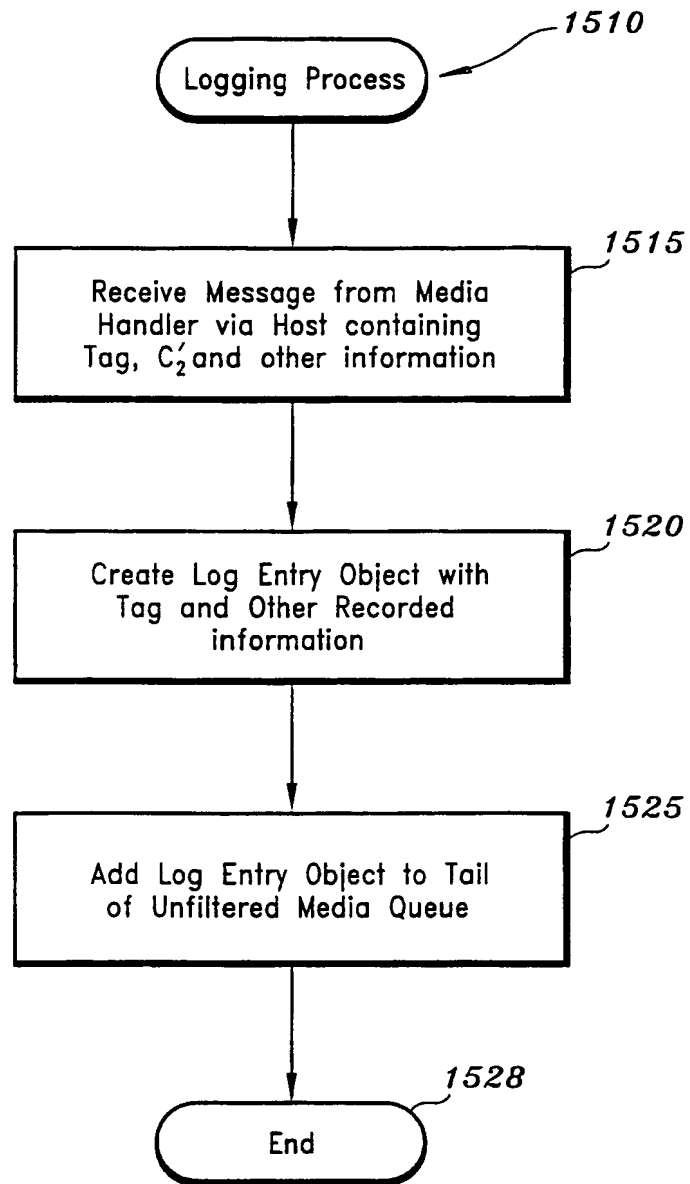 1510
Logging Process
1515
Receive Message from Media
Handler via Host containing
Tag, C₂′ and other information
1520
Create Log Entry Object with
Tag and Other Recorded
information
1525
Add Log Entry Object to Tail
of Unfiltered Media Queue
1528
End